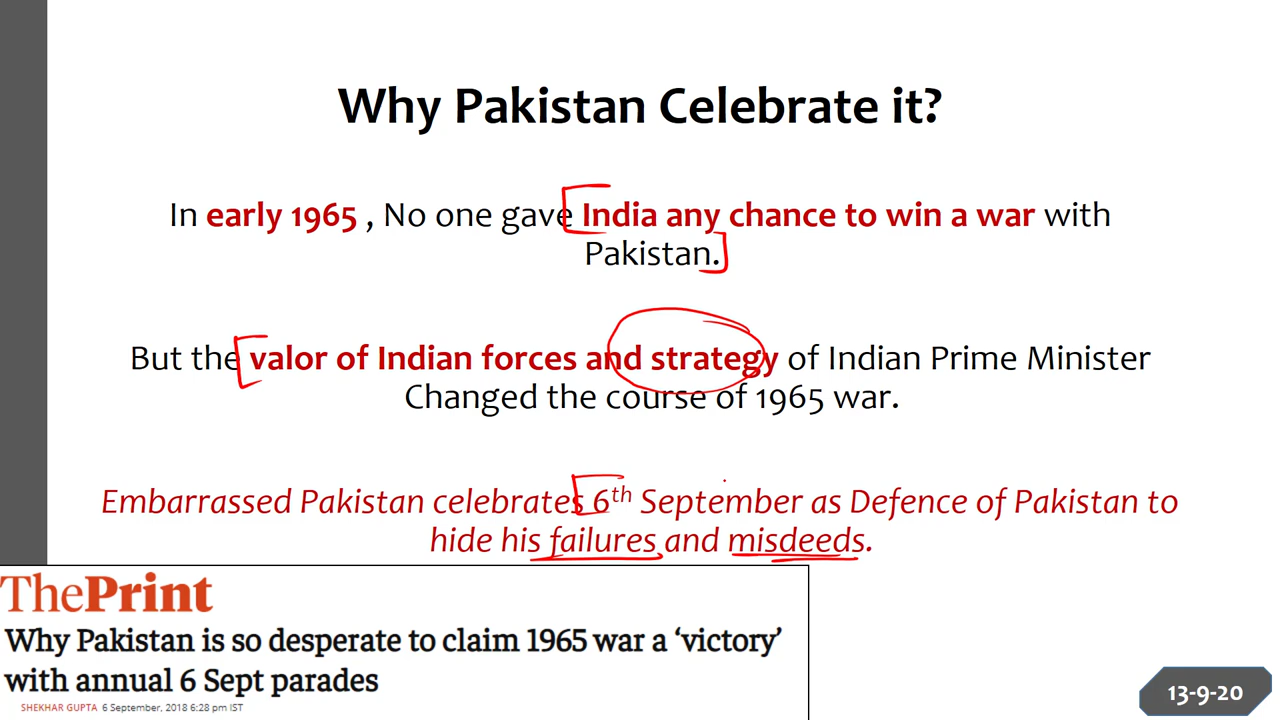 Why Pakistan Celebrate it?
In early 1965 , No one gave India any chance to win a war with
Pakistan.
But the valor of Indian forces and strategy of Indian Prime Minister
Changed the course of 1965 war.
Embarrassed Pakistan celebrates 6th September as Defence of Pakistan to
hide his failures and misdeeds.
ThePrint
Why Pakistan is so desperate to claim 1965 war a ‘victory’
with annual 6 Sept parades
SHEKHAR GUPTA 6 September, 2018 6:28 pm IST
13-9-20